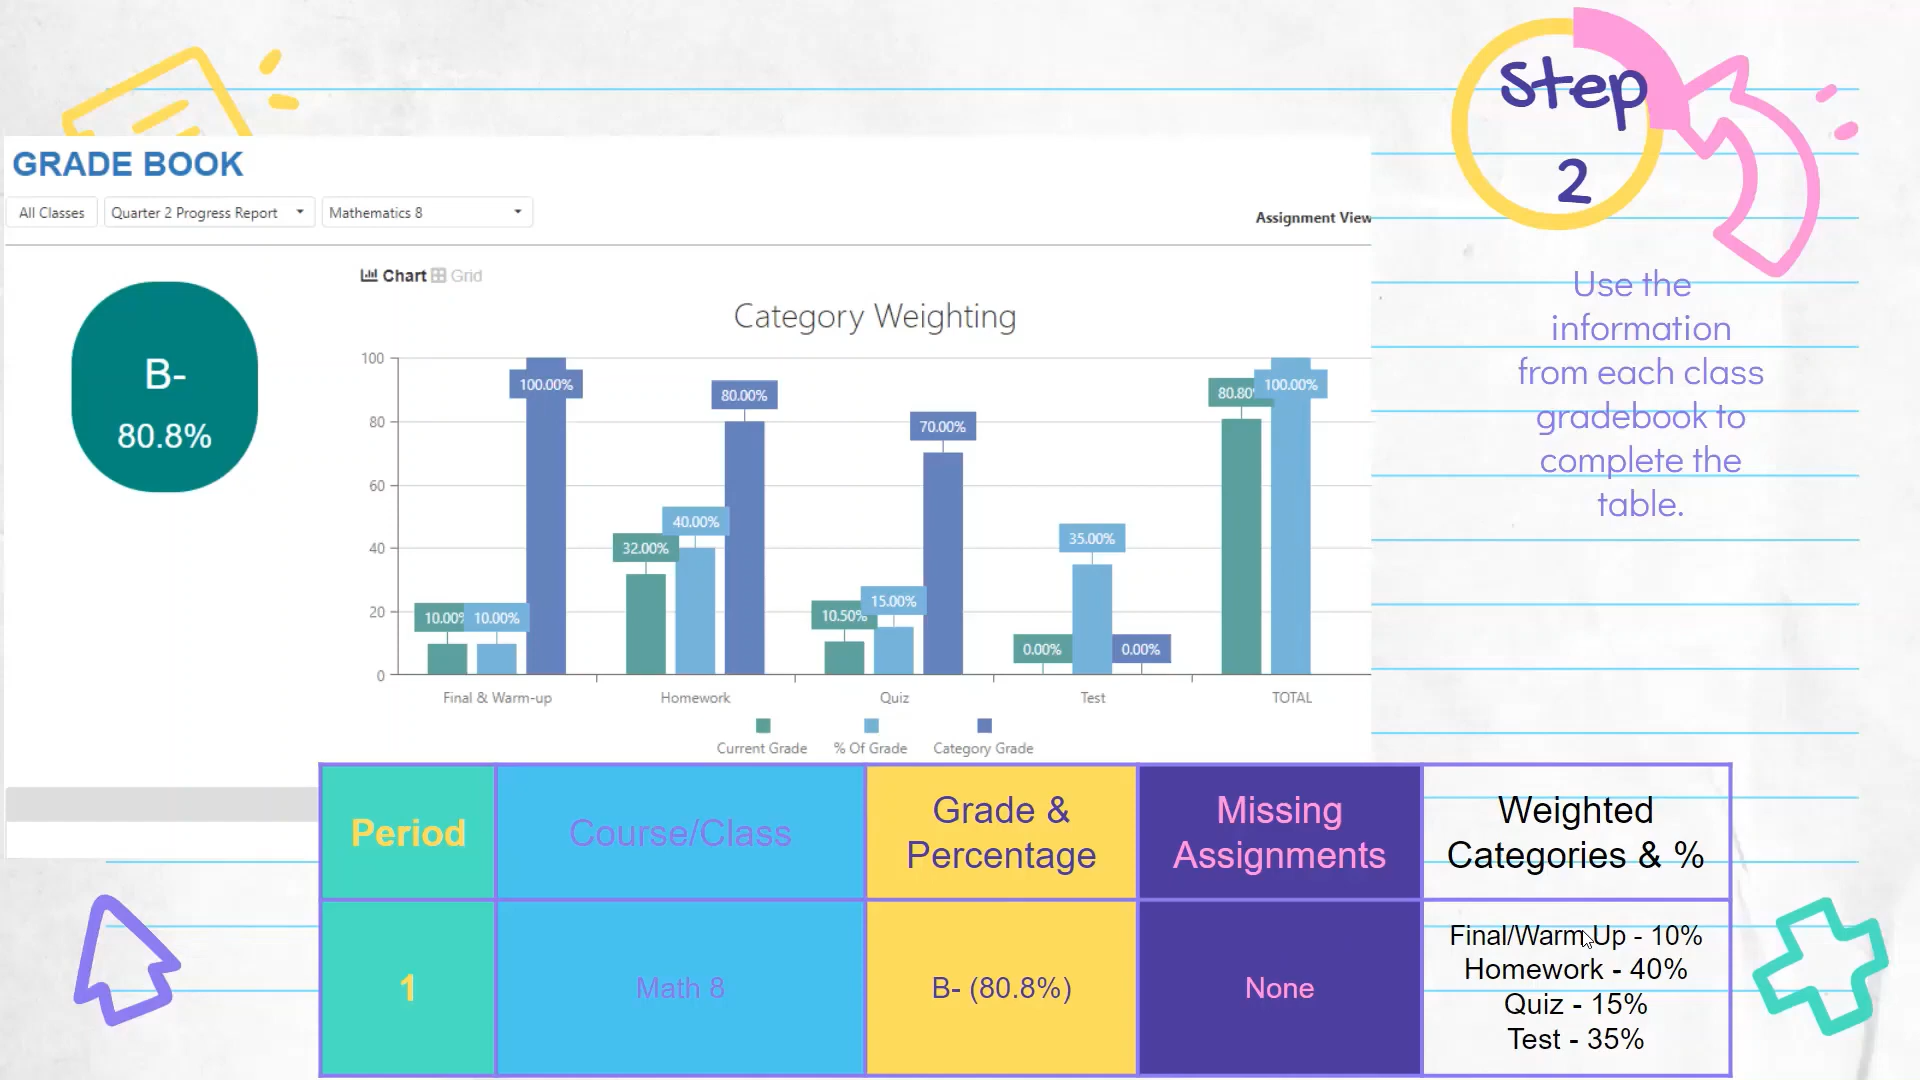 Step
2
GRADE BOOK
All Classes Quarter 2 Progress Report Mathematics 8
Assignment View
Chart Grid
Category Weighting
B-
80.8%
100
80
60
40
20
0
10.00% 10.00% 100.00%
32.00% 40.00% 80.00%
10.50% 15.00% 70.00%
0.00% 35.00% 0.00%
80.80 100.00%
Final & Warm-up Homework Quiz Test TOTAL
Current Grade % Of Grade Category Grade
Use the
information
from each class
gradebook to
complete the
table.
Period
Course/Class
Grade &
Percentage
Missing
Assignments
Weighted
Categories & %
1
Math 8
B- (80.8%)
None
Final/Warm Up - 10%
Homework - 40%
Quiz - 15%
Test - 35%